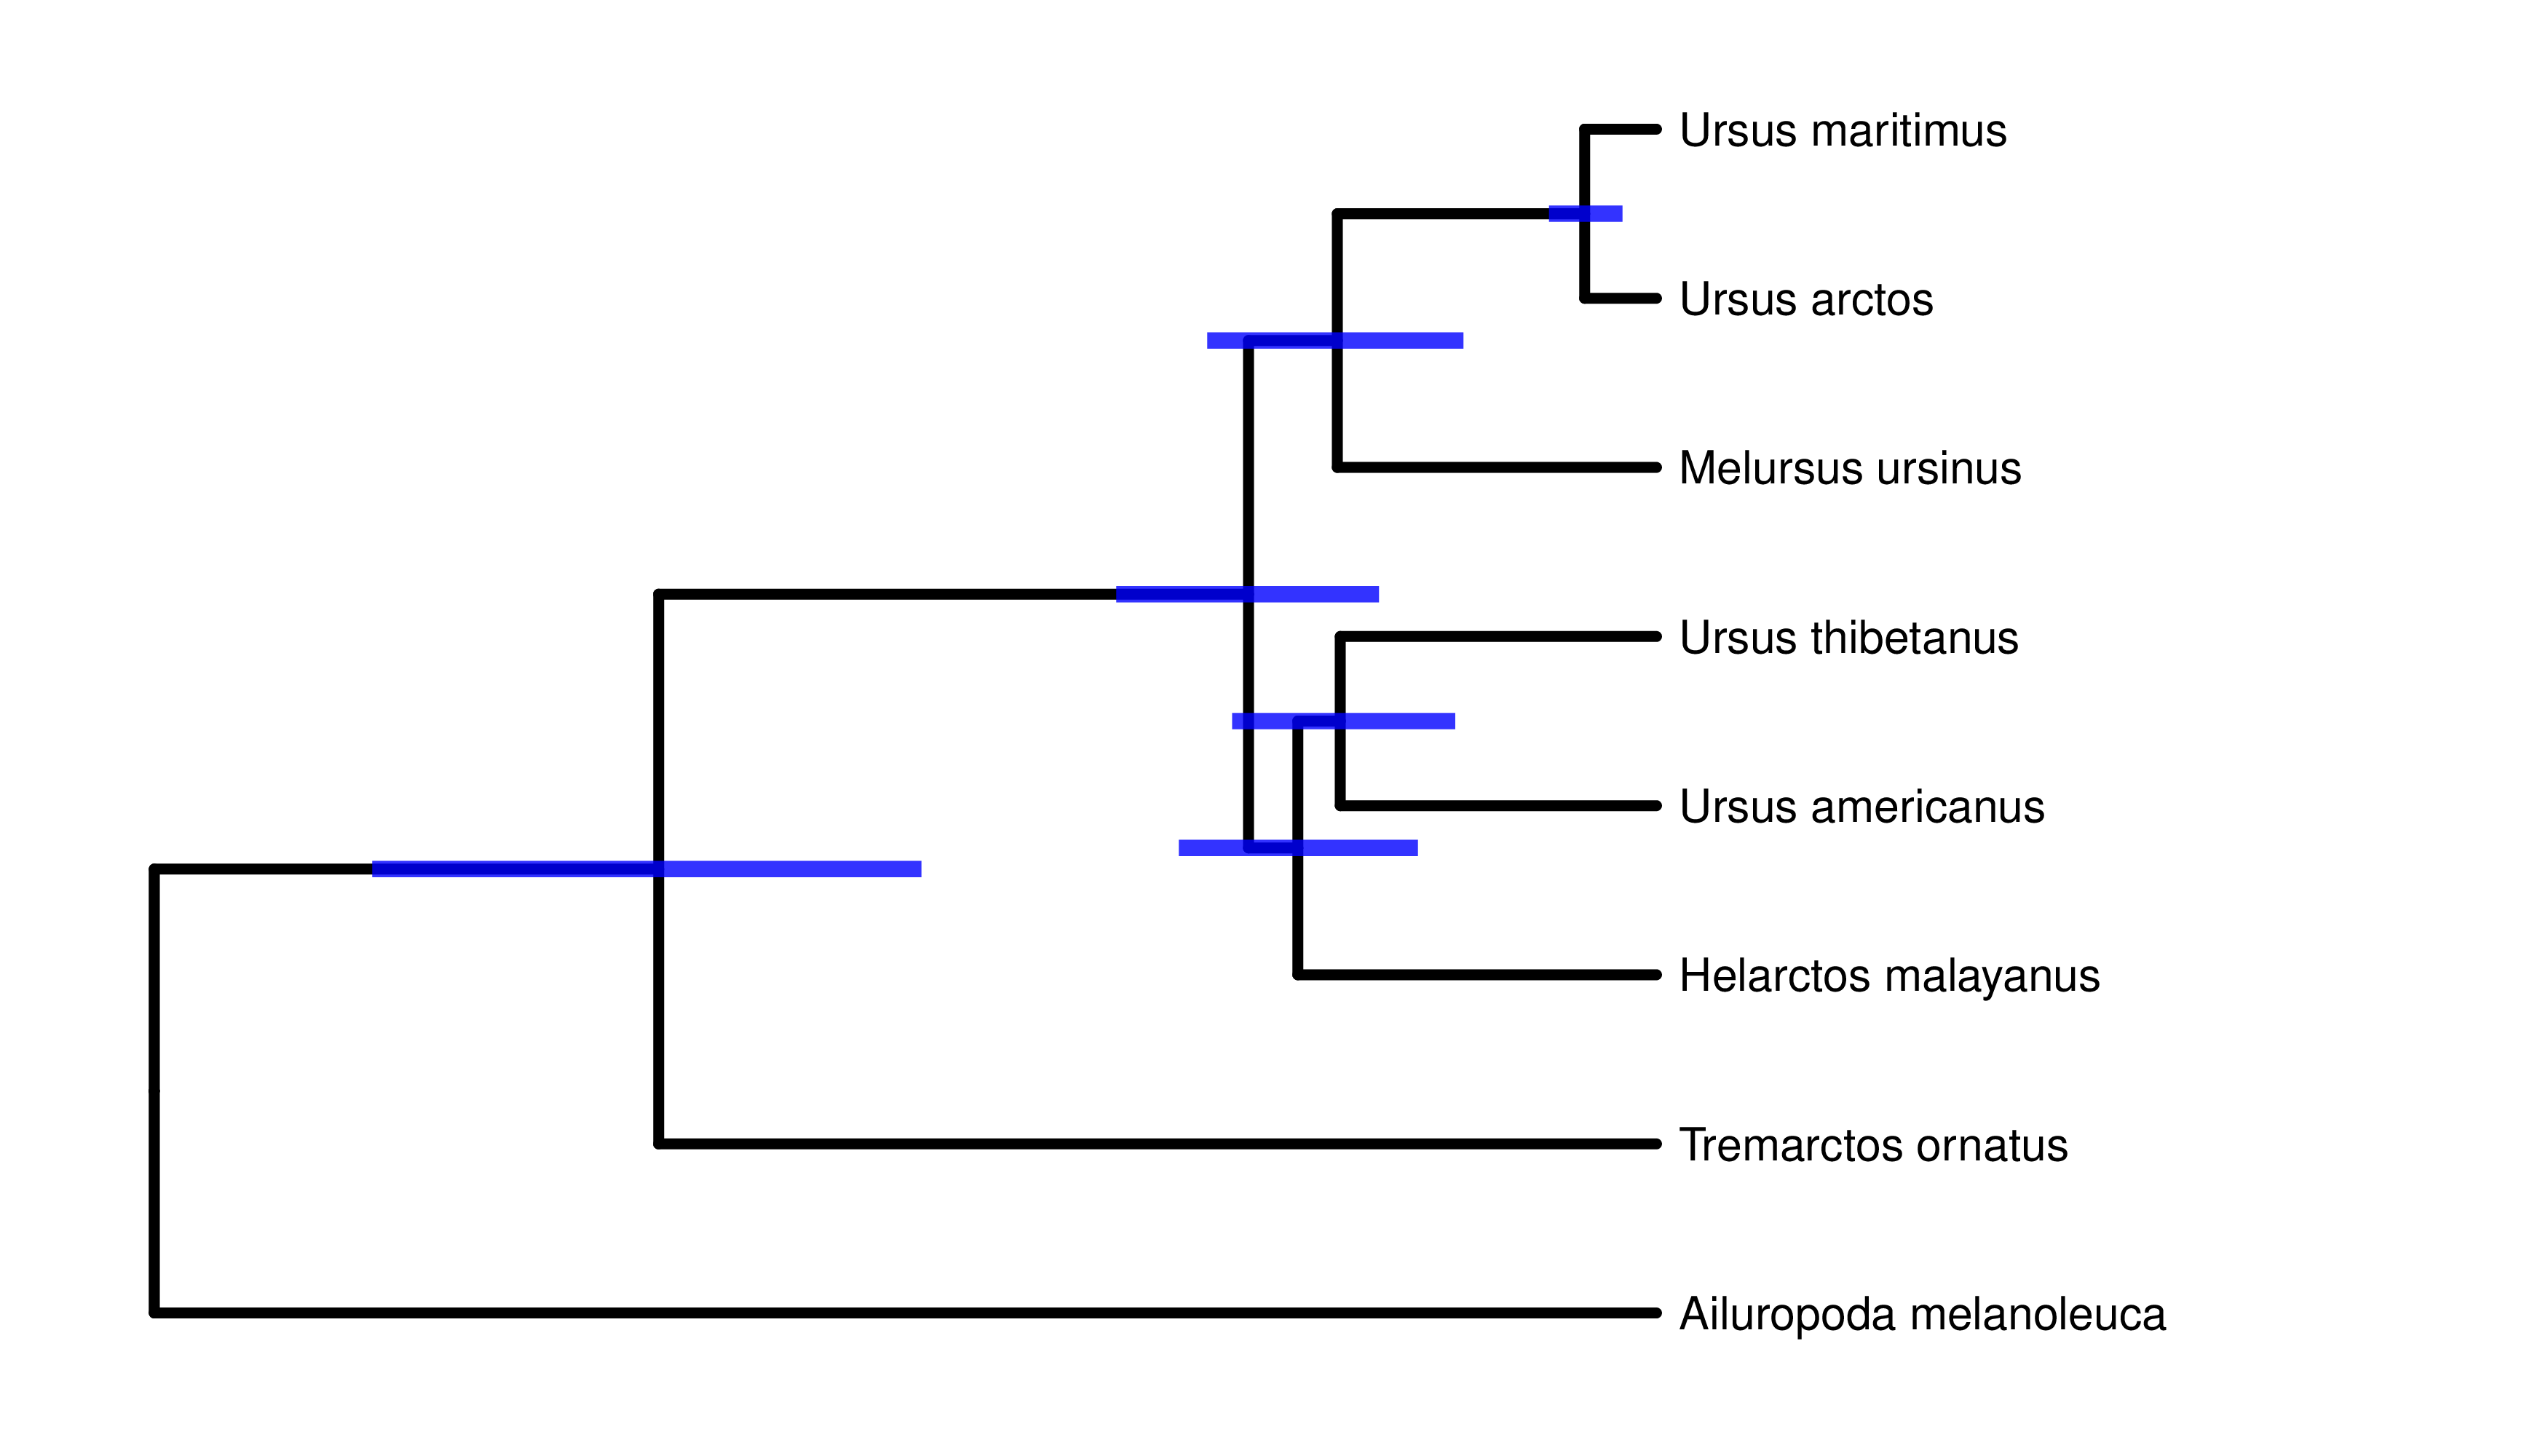 Ursus maritimus
Ursus arctos
Melursus ursinus
Ursus thibetanus
Ursus americanus
Helarctos malayanus
Tremarctos ornatus
Ailuropoda melanoleuca